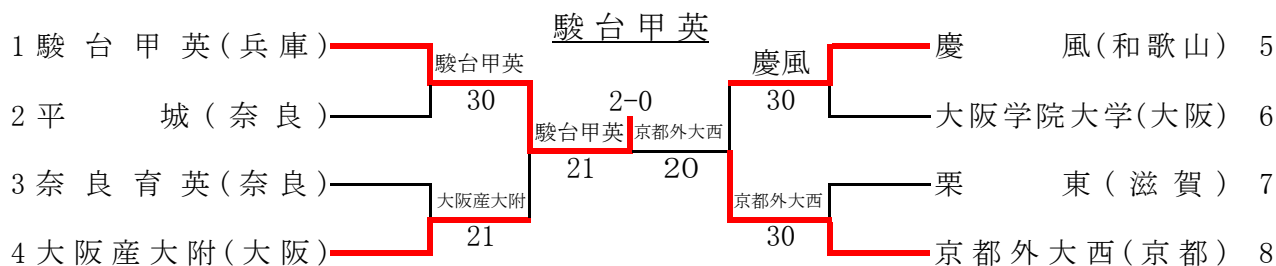 駿台甲英
1 駿台甲英(兵庫)
慶風(和歌山) 5
駿台甲英
慶風
30
2-0
30
2 平城(奈良)
大阪学院大学(大阪) 6
駿台甲英
京都外大西
21
20
3 奈良育英(奈良)
栗東(滋賀) 7
大阪産大附
京都外大西
21
30
4 大阪産大附(大阪)
京都外大西(京都) 8